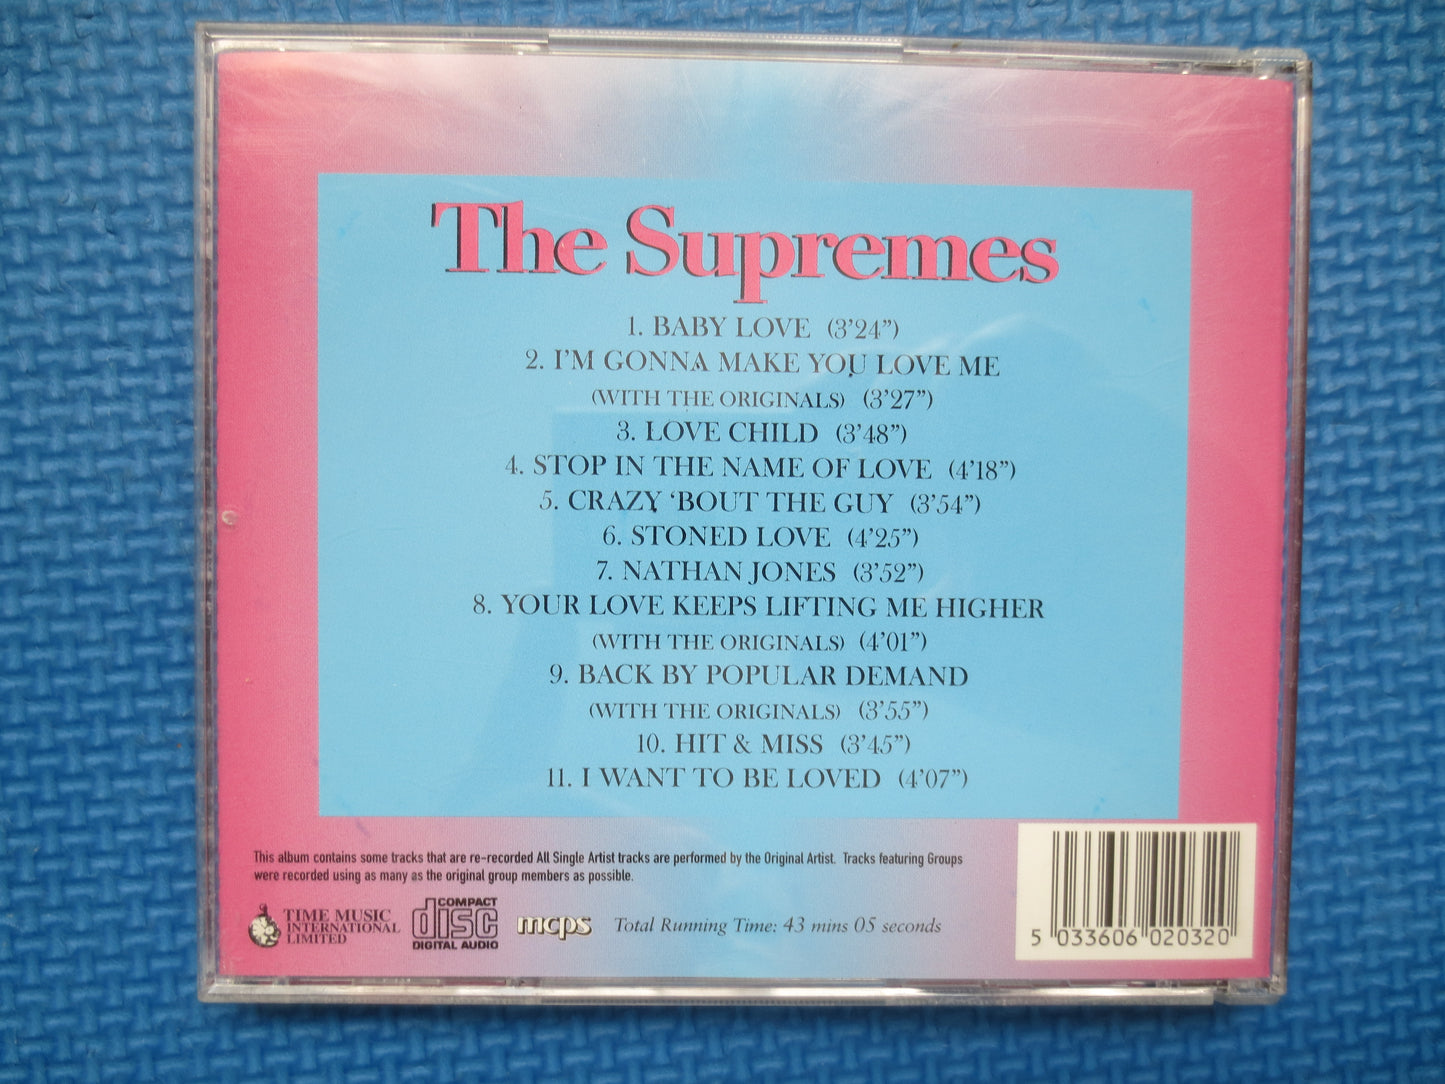 The Supremes
1. BABY LOVE (3'24")
2. I'M GONNA MAKE YOU LOVE ME
(WITH THE ORIGINALS) (3'27")
3. LOVE CHILD (3'48")
4. STOP IN THE NAME OF LOVE (4'18")
5. CRAZY 'BOUT THE GUY (3'54")
6. STONED LOVE (4'25")
7. NATHAN JONES (3'52")
8. YOUR LOVE KEEPS LIFTING ME HIGHER
(WITH THE ORIGINALS) (4'01")
9. BACK BY POPULAR DEMAND
(WITH THE ORIGINALS) (3'55")
10. HIT & MISS (3'45")
11. I WANT TO BE LOVED (4'07")
This album contains some tracks that are re-recorded All Single Artist tracks are performed by the Original Artist. Tracks featuring Groups
were recorded using as many as the original group members as possible.
TIME MUSIC
INTERNATIONAL
LIMITED
COMPACT
disc
DIGITAL AUDIO
mcps
Total Running Time: 43 mins 05 seconds
5 033606 020320